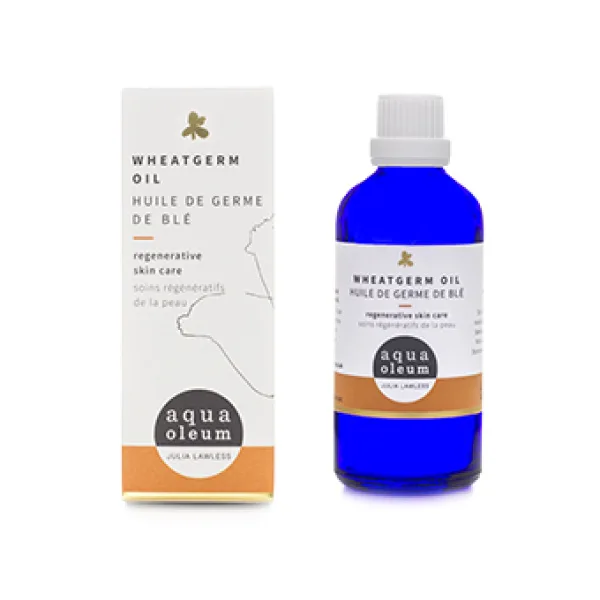 WHEATGERM
OIL
HUILE DE GERME
DE BLÉ
regenerative
skin care
soins régénératifs
de la peau
aqua
oleum
JULIA LAWLESS
WHEATGERM OIL
HUILE DE GERME DE BLÉ
regenerative skin care
soins régénératifs de la peau
aqua
oleum
JULIA LAWLESS